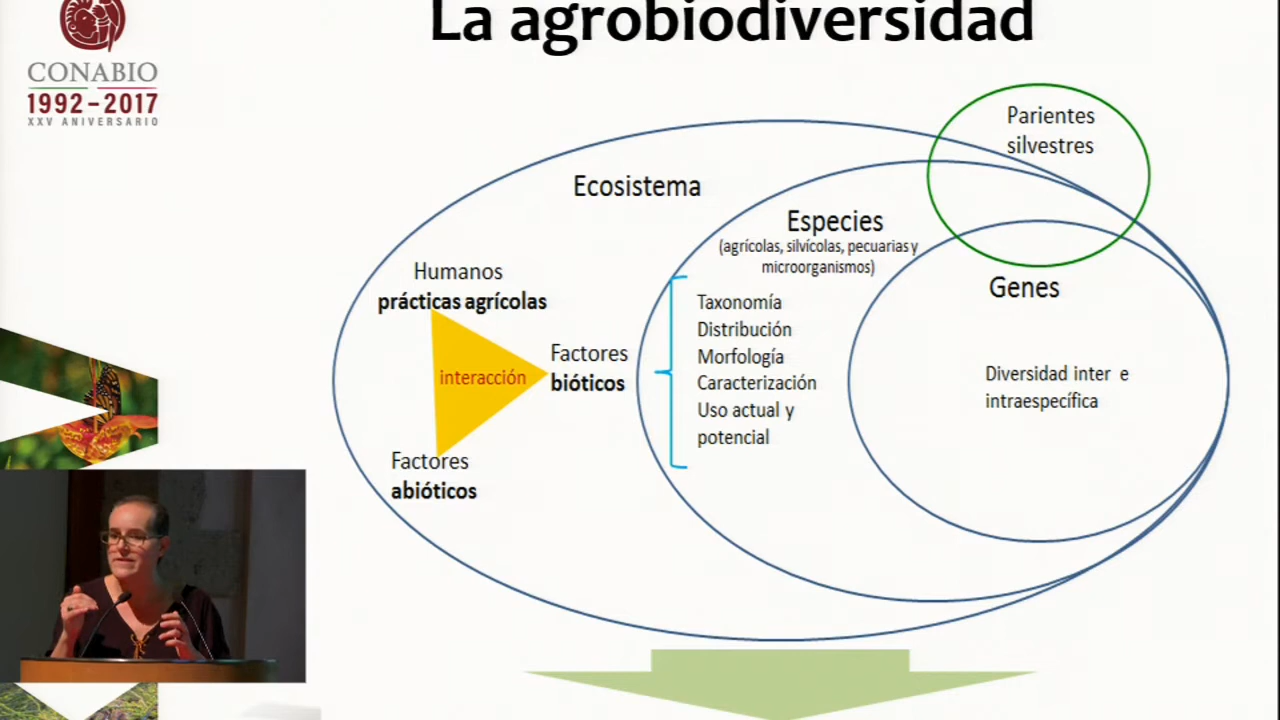 La agrobiodiversidad
CONABIO
1992-2017
XXV ANIVERSARIO
Parientes
silvestres
Ecosistema
Especies
(agrícolas, silvícolas, pecuarias y
microorganismos)
Humanos
prácticas agrícolas
Genes
Taxonomía
Distribución
Morfología
Caracterización
Uso actual y
potencial
Factores
bióticos
interacción
Diversidad inter e
intraespecífica
Factores
abióticos